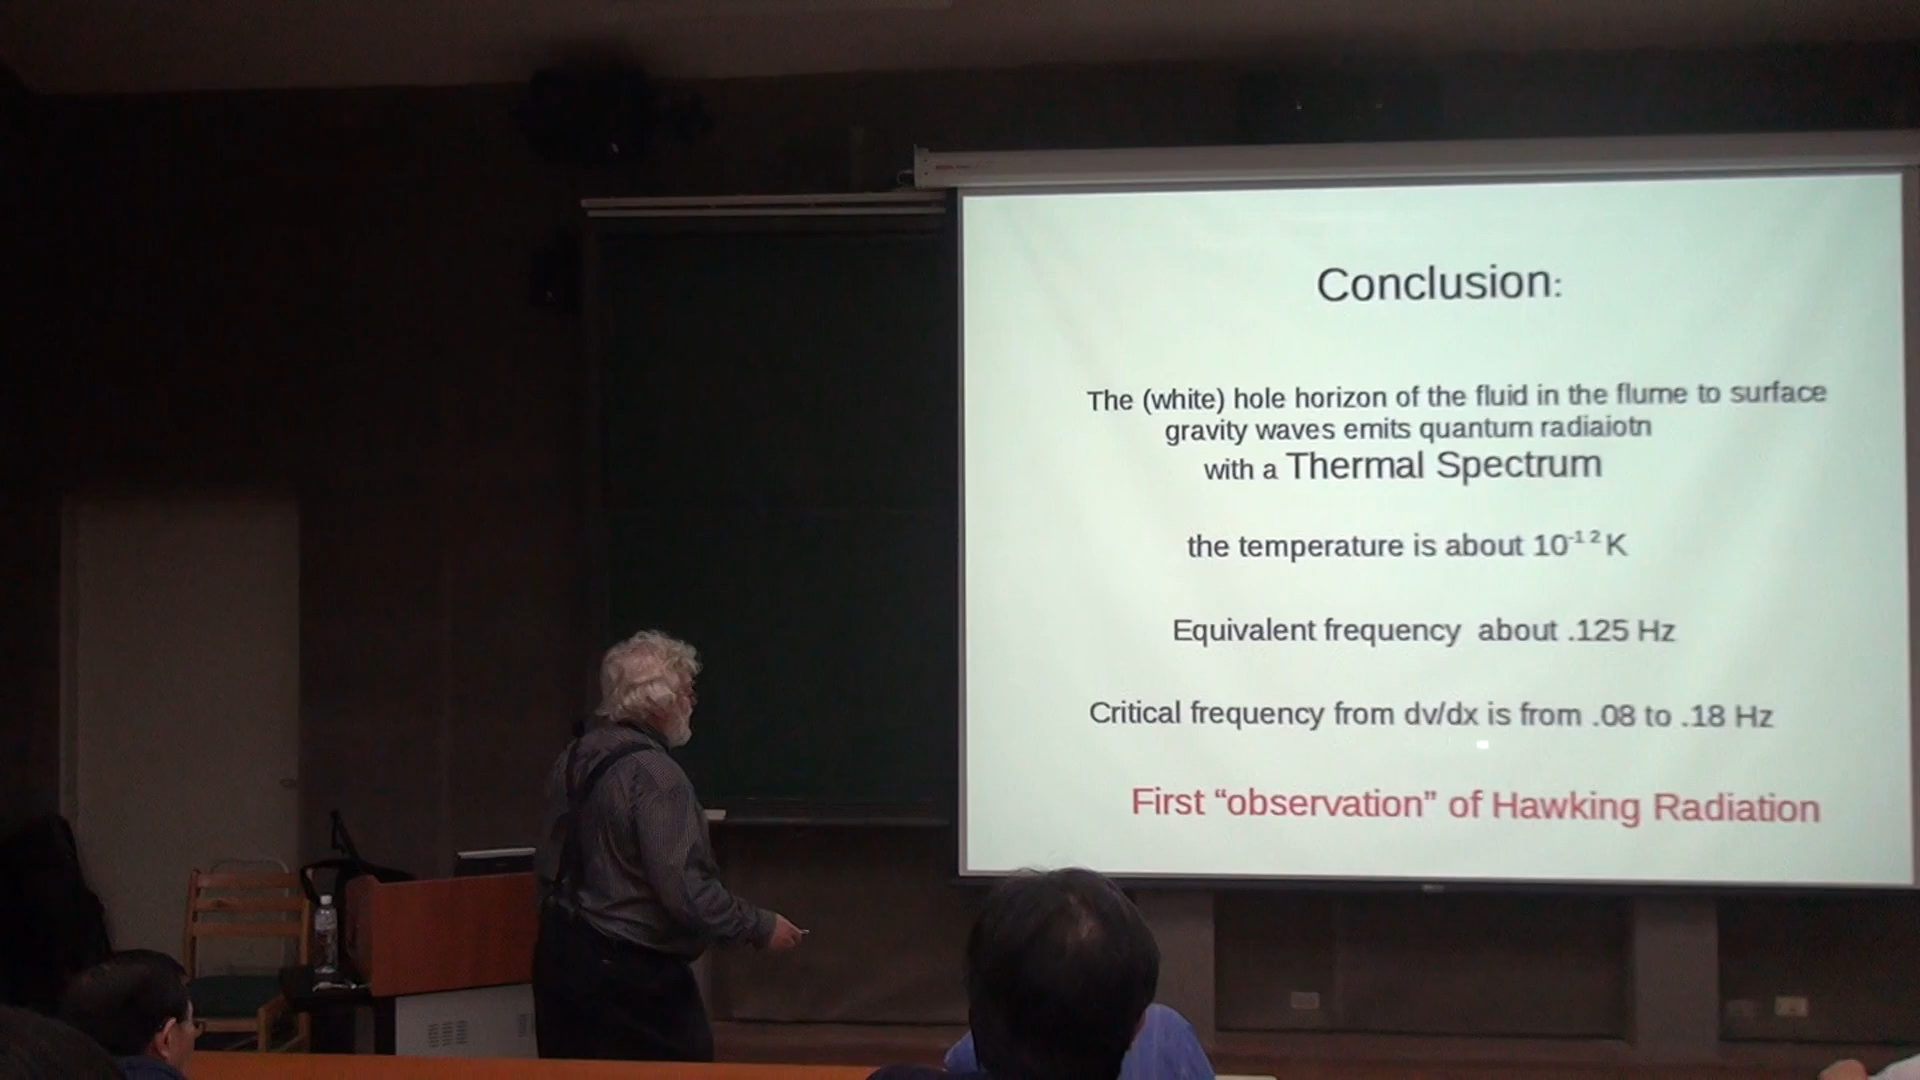 Conclusion:
The (white) hole horizon of the fluid in the flume to surface
gravity waves emits quantum radiaiotn
with a Thermal Spectrum
the temperature is about 10⁻¹² K
Equivalent frequency about .125 Hz
Critical frequency from dv/dx is from .08 to .18 Hz
First “observation” of Hawking Radiation